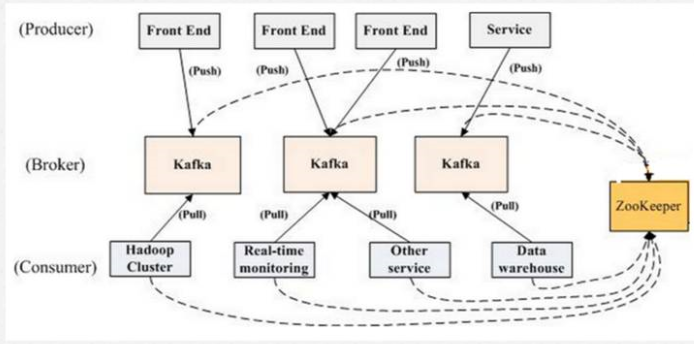 (Producer)
Front End
Front End
Front End
Service
(Push)
(Push)
(Push)
(Push)
(Broker)
Kafka
Kafka
Kafka
ZooKeeper
(Pull)
(Pull)
(Pull)
(Pull)
(Consumer)
Hadoop
Cluster
Real-time
monitoring
Other
service
Data
warehouse